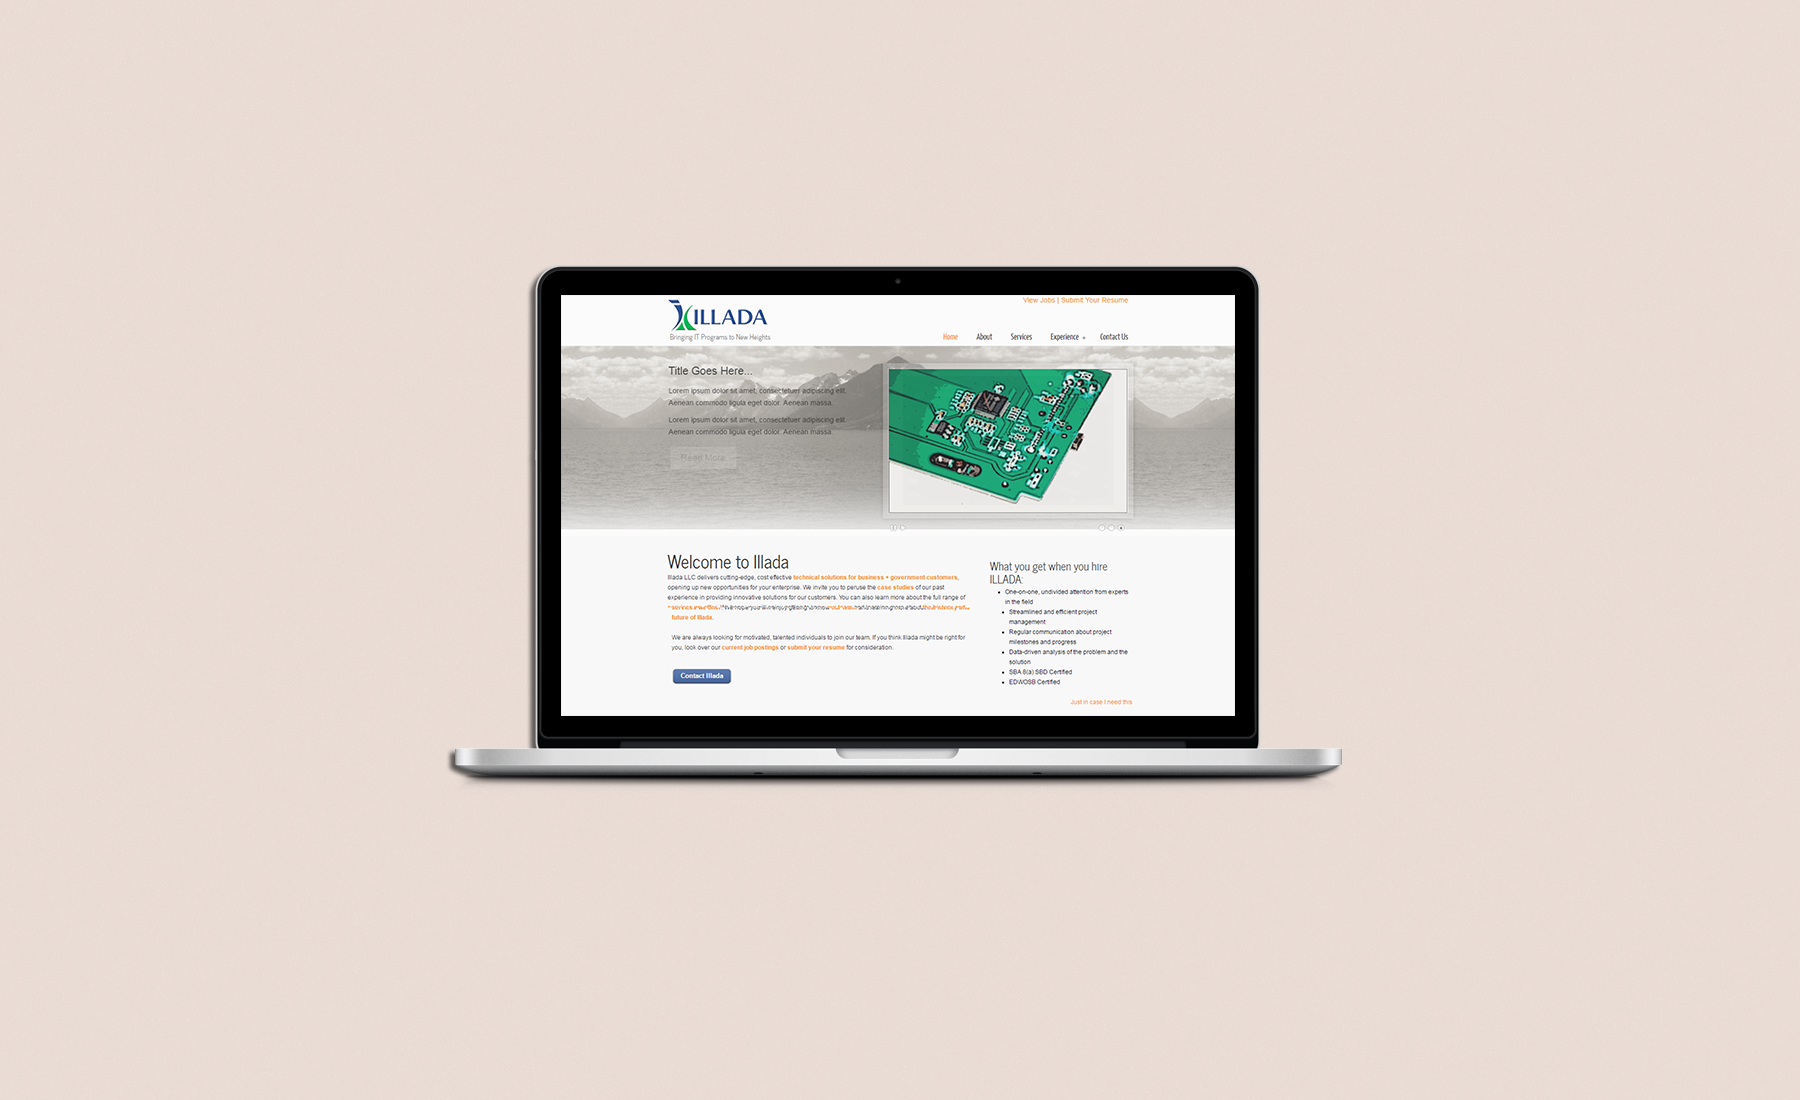 View Jobs | Submit Your Resume
ILLADA
Bringing IT Programs to New Heights
Home About Services Experience Contact Us
Title Goes Here...
Lorem ipsum dolor sit amet, consectetuer adipiscing elit.
Aenean commodo ligula eget dolor. Aenean massa.
Lorem ipsum dolor sit amet, consectetuer adipiscing elit.
Aenean commodo ligula eget dolor. Aenean massa.
Read More
Welcome to Illada
Illada LLC delivers cutting-edge, cost effective technical solutions for business + government customers,
opening up new opportunities for your enterprise. We invite you to peruse the case studies of our past
experience in providing innovative solutions for our customers. You can also learn more about the full range of
future of Illada.
We are always looking for motivated, talented individuals to join our team. If you think Illada might be right for
you, look over our current job postings or submit your resume for consideration.
Contact Illada
What you get when you hire
ILLADA:
One-on-one, undivided attention from experts
in the field
Streamlined and efficient project
management
Regular communication about project
milestones and progress
Data-driven analysis of the problem and the
solution
SBA 8(a) SBD Certified
EDWOSB Certified
Just in case I need this